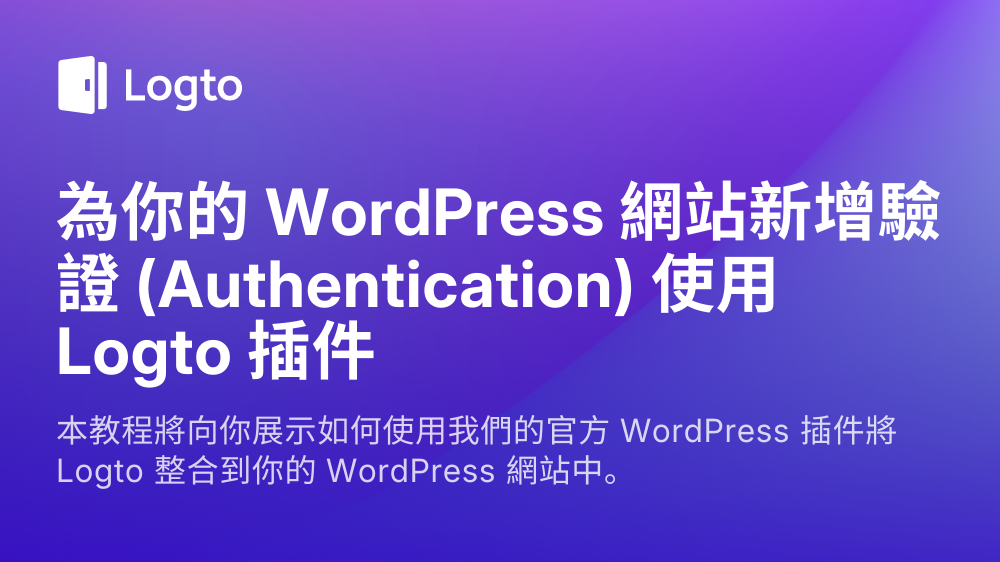 Logto
為你的 WordPress 網站新增驗
證 (Authentication) 使用
Logto 插件
本教程將向你展示如何使用我們的官方 WordPress 插件將
Logto 整合到你的 WordPress 網站中。